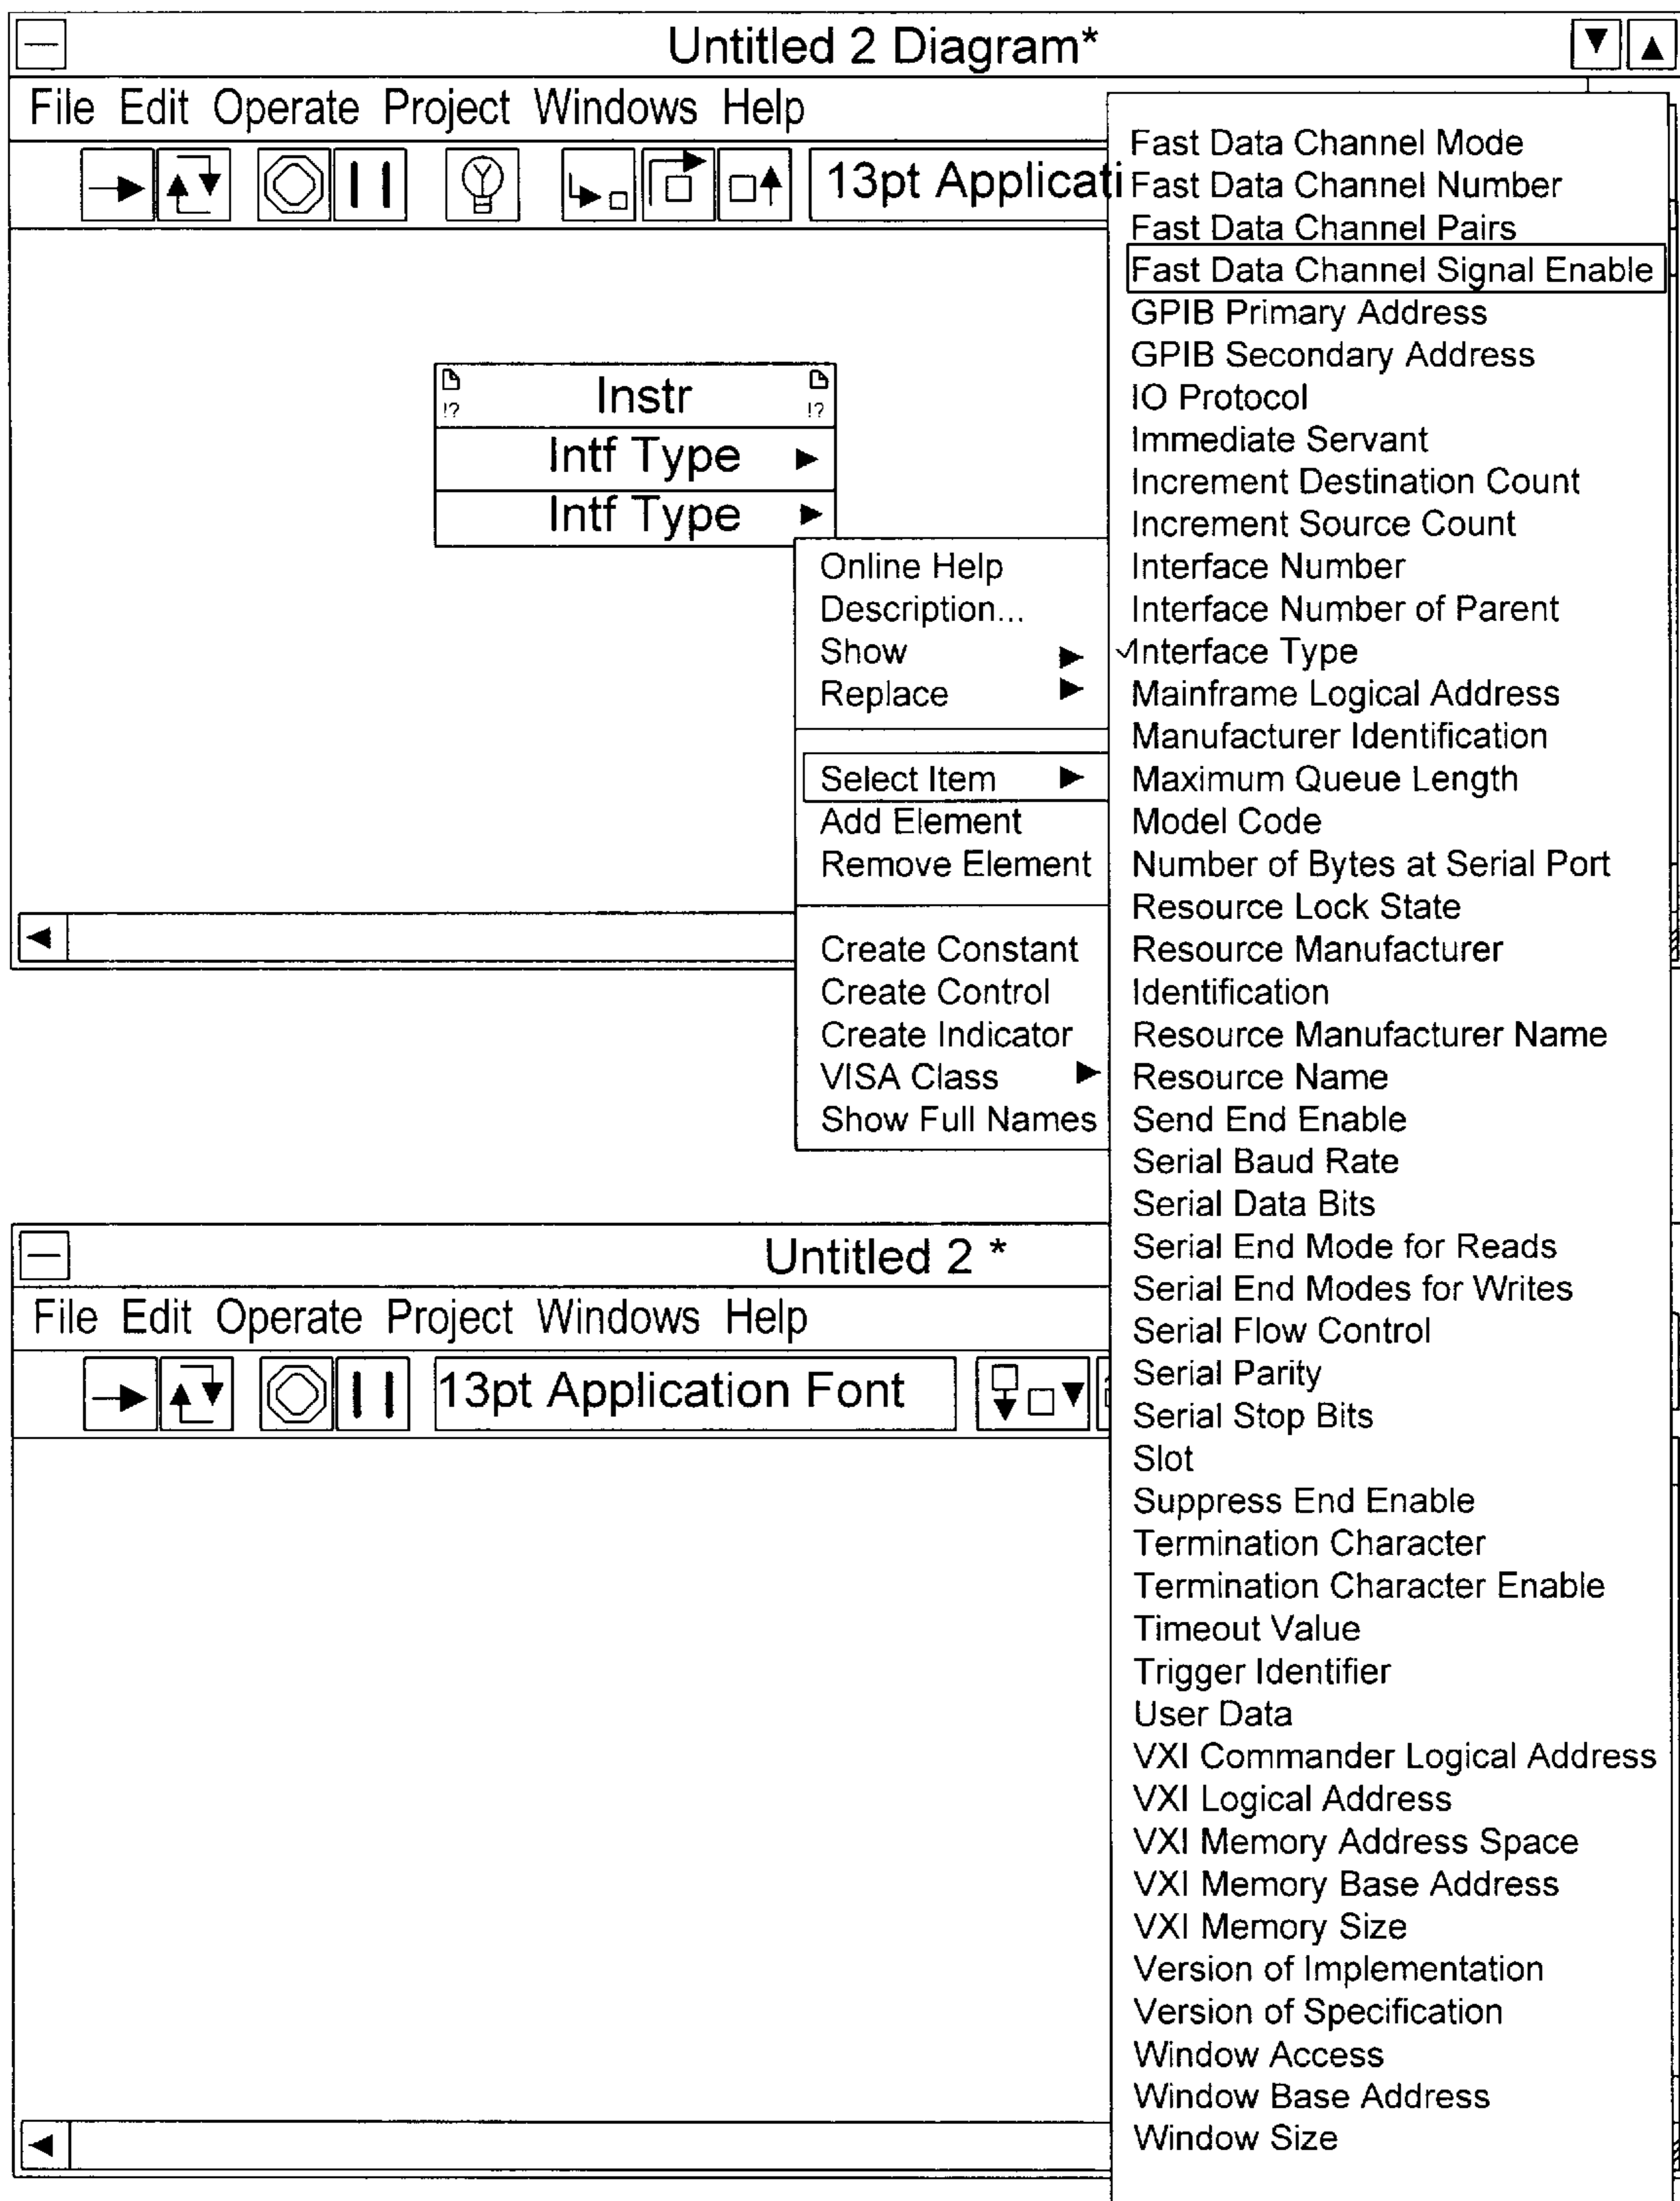 Untitled 2 Diagram*
File Edit Operate Project Windows Help
13pt Applicati
Instr
!?
!?
Intf Type
Intf Type
Online Help
Description...
Show
Replace
Select Item
Add Element
Remove Element
Create Constant
Create Control
Create Indicator
VISA Class
Show Full Names
Fast Data Channel Mode
Fast Data Channel Number
Fast Data Channel Pairs
Fast Data Channel Signal Enable
GPIB Primary Address
GPIB Secondary Address
IO Protocol
Immediate Servant
Increment Destination Count
Increment Source Count
Interface Number
Interface Number of Parent
Interface Type
Mainframe Logical Address
Manufacturer Identification
Maximum Queue Length
Model Code
Number of Bytes at Serial Port
Resource Lock State
Resource Manufacturer
Identification
Resource Manufacturer Name
Resource Name
Send End Enable
Serial Baud Rate
Serial Data Bits
Serial End Mode for Reads
Serial End Modes for Writes
Serial Flow Control
Serial Parity
Serial Stop Bits
Slot
Suppress End Enable
Termination Character
Termination Character Enable
Timeout Value
Trigger Identifier
User Data
VXI Commander Logical Address
VXI Logical Address
VXI Memory Address Space
VXI Memory Base Address
VXI Memory Size
Version of Implementation
Version of Specification
Window Access
Window Base Address
Window Size
Untitled 2 *
File Edit Operate Project Windows Help
13pt Application Font